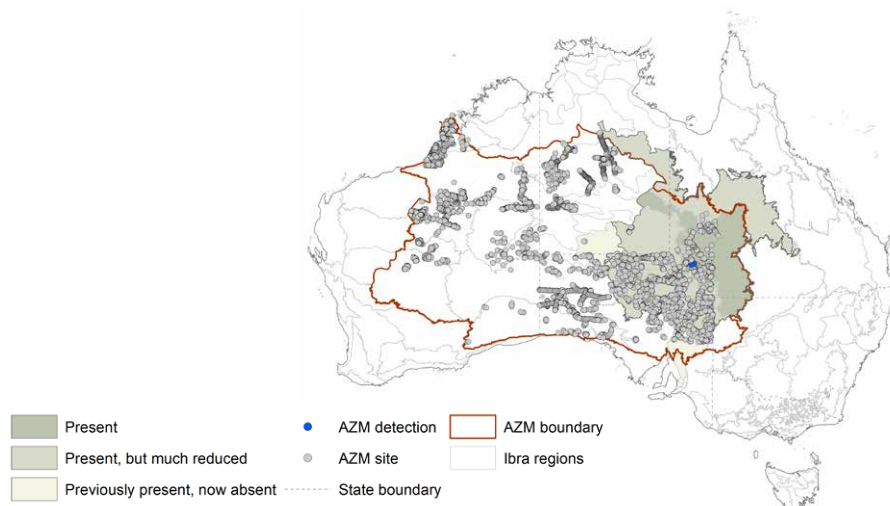 Present
AZM detection
AZM boundary
Present, but much reduced
AZM site
Ibra regions
Previously present, now absent
State boundary